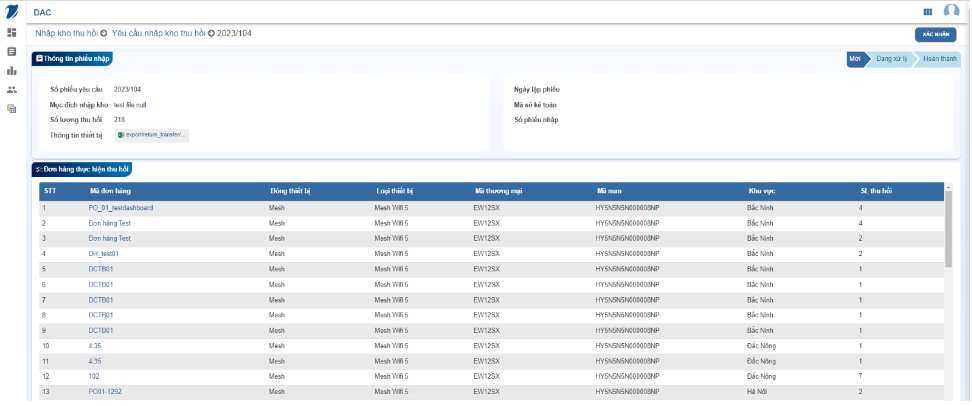 DAC
Nhập kho thu hồi Yêu cầu nhập kho thu hồi 2023/104
XÁC NHẬN
Thông tin phiếu nhập
Mới Đang xử lý Hoàn thành
Số phiếu yêu cầu 2023/104
Mục đích nhập kho test file null
Số lượng thu hồi 218
Thông tin thiết bị export/return_transfer/...
Ngày lập phiếu
Mã số kế toán
Số phiếu nhập
Đơn hàng thực hiện thu hồi
STT Mã đơn hàng Dòng thiết bị Loại thiết bị Mã thương mại Mã man Khu vực SL thu hồi
1 PO_01_testdashboard Mesh Mesh Wifi 5 EW12SX HY5N5N5N000008NP Bắc Ninh 4
2 Đơn hàng Test Mesh Mesh Wifi 5 EW12SX HY5N5N5N000008NP Bắc Ninh 4
3 Đơn hàng Test Mesh Mesh Wifi 5 EW12SX HY5N5N5N000008NP Bắc Ninh 2
4 DH_test01 Mesh Mesh Wifi 5 EW12SX HY5N5N5N000008NP Bắc Ninh 2
5 DCTB01 Mesh Mesh Wifi 5 EW12SX HY5N5N5N000008NP Bắc Ninh 1
6 DCTB01 Mesh Mesh Wifi 5 EW12SX HY5N5N5N000008NP Bắc Ninh 1
7 DCTB01 Mesh Mesh Wifi 5 EW12SX HY5N5N5N000008NP Bắc Ninh 1
8 DCTB01 Mesh Mesh Wifi 5 EW12SX HY5N5N5N000008NP Bắc Ninh 1
9 DCTB01 Mesh Mesh Wifi 5 EW12SX HY5N5N5N000008NP Bắc Ninh 1
10 4:35 Mesh Mesh Wifi 5 EW12SX HY5N5N5N000008NP Đắc Nông 1
11 4:35 Mesh Mesh Wifi 5 EW12SX HY5N5N5N000008NP Đắc Nông 1
12 102 Mesh Mesh Wifi 5 EW12SX HY5N5N5N000008NP Đắc Nông 7
13 PO01-1292 Mesh Mesh Wifi 5 EW12SX HY5N5N5N000008NP Hà Nội 2